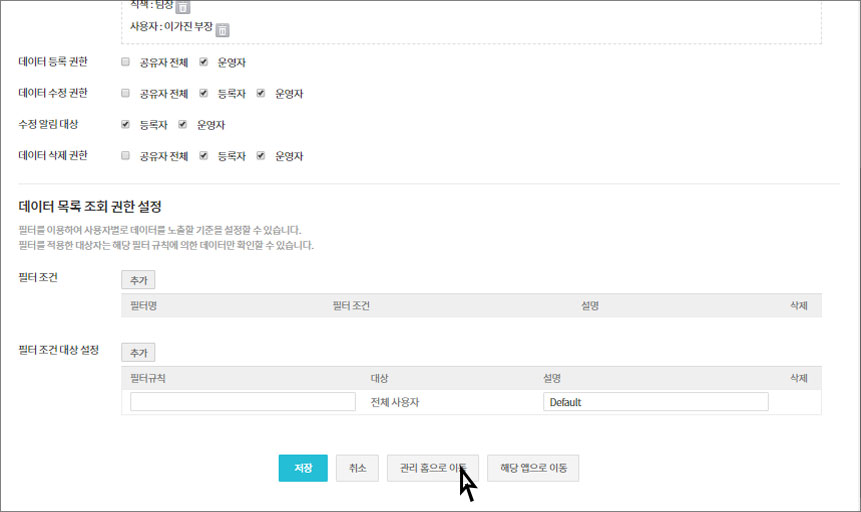 직책 : 팀장
사용자 : 이가진 부장
데이터 등록 권한 공유자 전체 운영자
데이터 수정 권한 공유자 전체 등록자 운영자
수정 알림 대상 등록자 운영자
데이터 삭제 권한 공유자 전체 등록자 운영자
데이터 목록 조회 권한 설정
필터를 이용하여 사용자별로 데이터를 노출할 기준을 설정할 수 있습니다.
필터를 적용한 대상자는 해당 필터 규칙에 의한 데이터만 확인할 수 있습니다.
필터 조건 추가
필터명 필터 조건 설명 삭제
필터 조건 대상 설정 추가
필터규칙 대상 설명 삭제
전체 사용자 Default
저장 취소 관리 홈으로 이동 해당 앱으로 이동